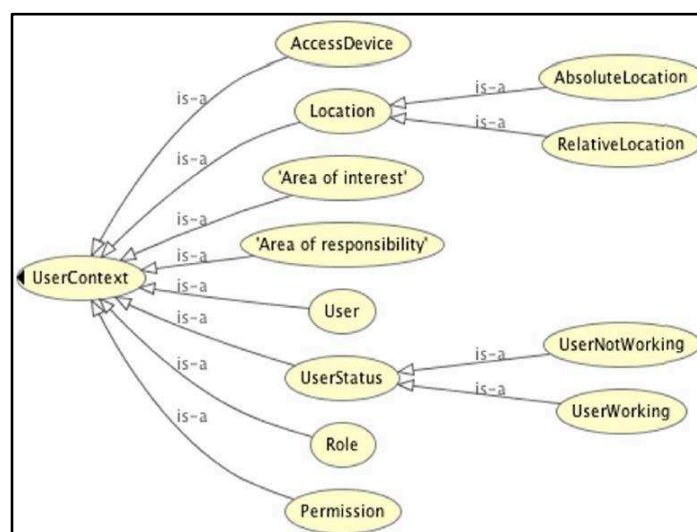 AccessDevice
is-a
AbsoluteLocation
is-a
Location
is-a
is-a
RelativeLocation
'Area of interest'
is-a
'Area of responsibility'
is-a
UserContext
is-a
User
is-a
UserNotWorking
is-a
UserStatus
is-a
is-a
UserWorking
Role
is-a
Permission